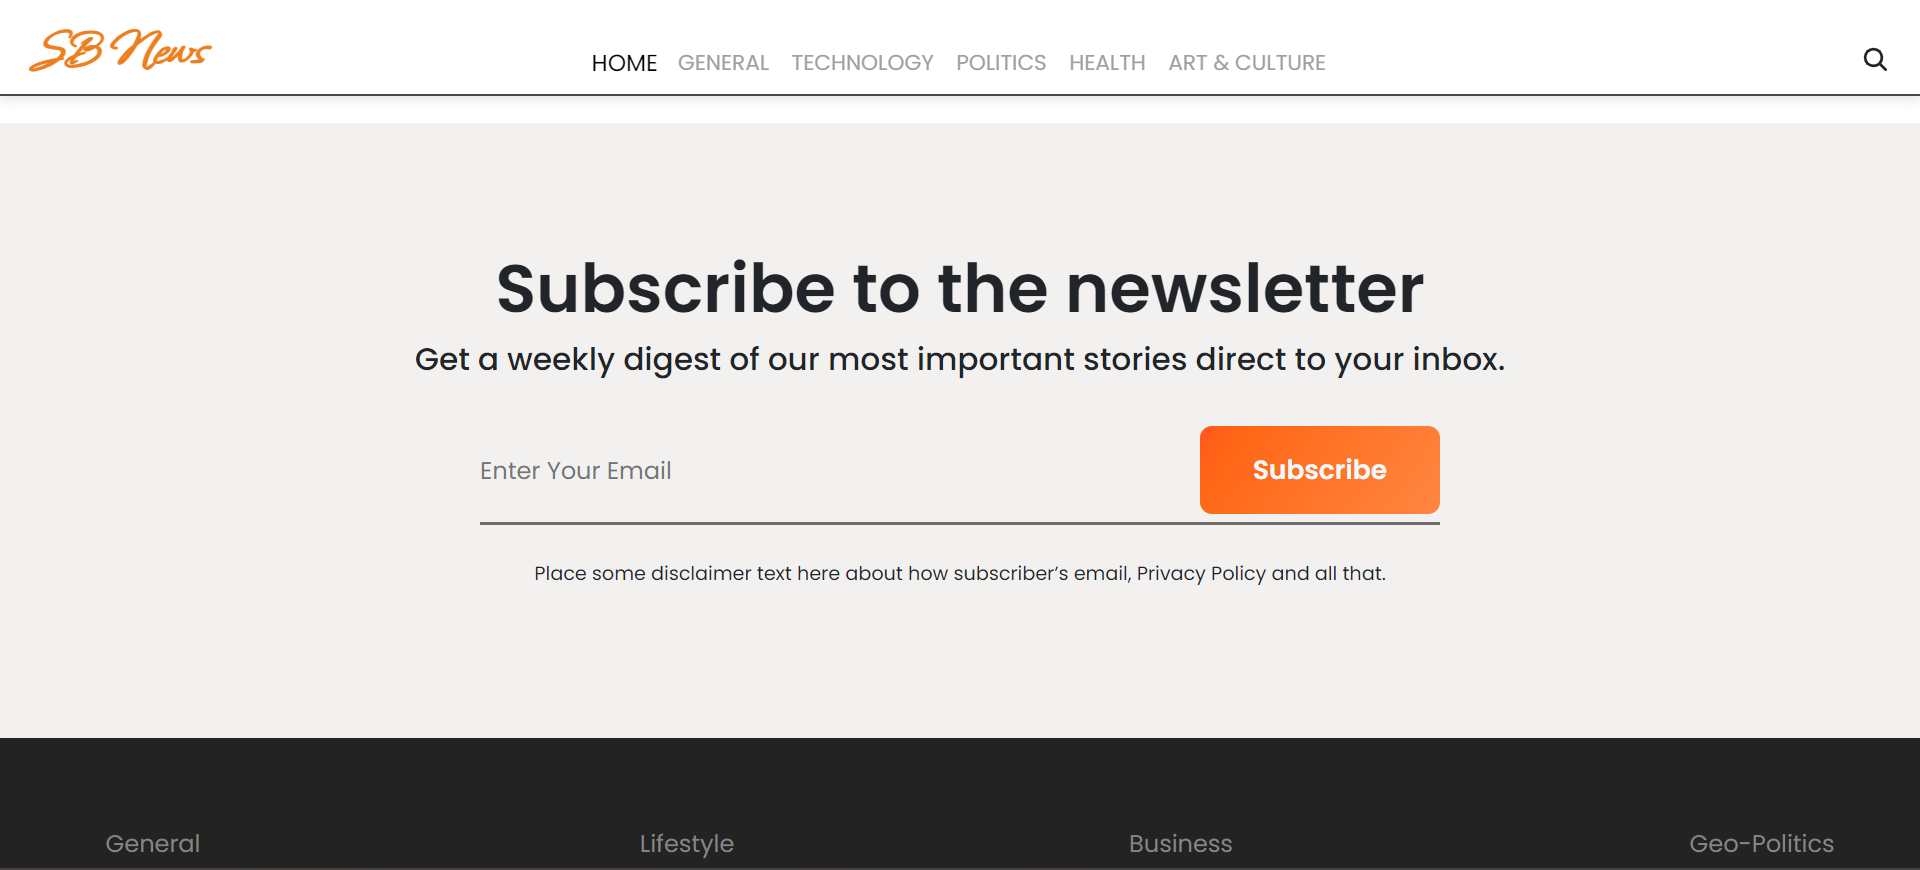 SB News
HOME GENERAL TECHNOLOGY POLITICS HEALTH ART & CULTURE
Subscribe to the newsletter
Get a weekly digest of our most important stories direct to your inbox.
Enter Your Email
Subscribe
Place some disclaimer text here about how subscriber’s email, Privacy Policy and all that.
General Lifestyle Business Geo-Politics